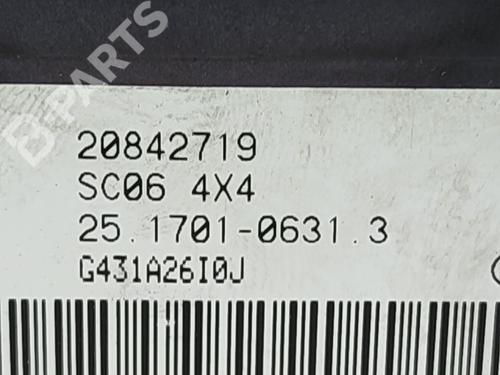 B-PARTS
20842719
SC06 4X4
25.1701-0631.3
G431A26I0J